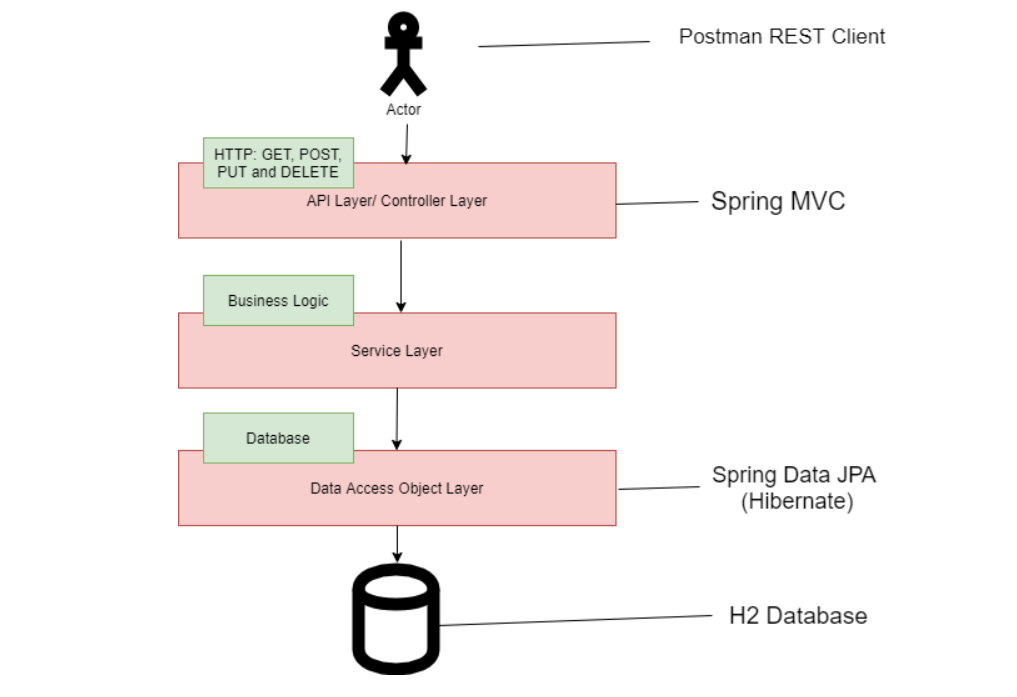 Postman REST Client
Actor
HTTP: GET, POST,
PUT and DELETE
API Layer/ Controller Layer
Spring MVC
Business Logic
Service Layer
Database
Data Access Object Layer
Spring Data JPA
(Hibernate)
H2 Database